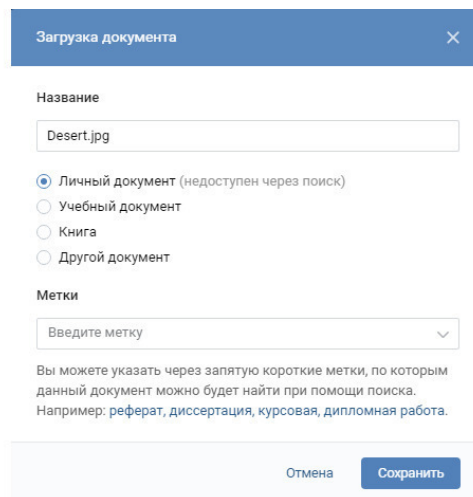 Загрузка документа
Название
Desert.jpg
Личный документ (недоступен через поиск)
Учебный документ
Книга
Другой документ
Метки
Введите метку
Вы можете указать через запятую короткие метки, по которым
данный документ можно будет найти при помощи поиска.
Например: реферат, диссертация, курсовая, дипломная работа.
Отмена Сохранить